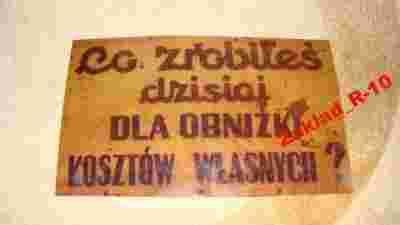 Co zrobiłeś
dzisiaj
DLA OBNIŻKI
KOSZTÓW WŁASNYCH?
Zakład_R-10